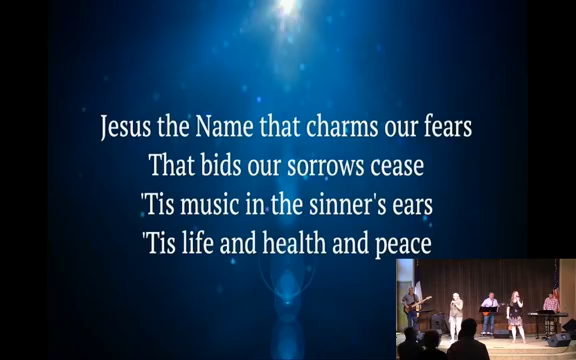 Jesus the Name that charms our fears
That bids our sorrows cease
'Tis music in the sinner's ears
'Tis life and health and peace